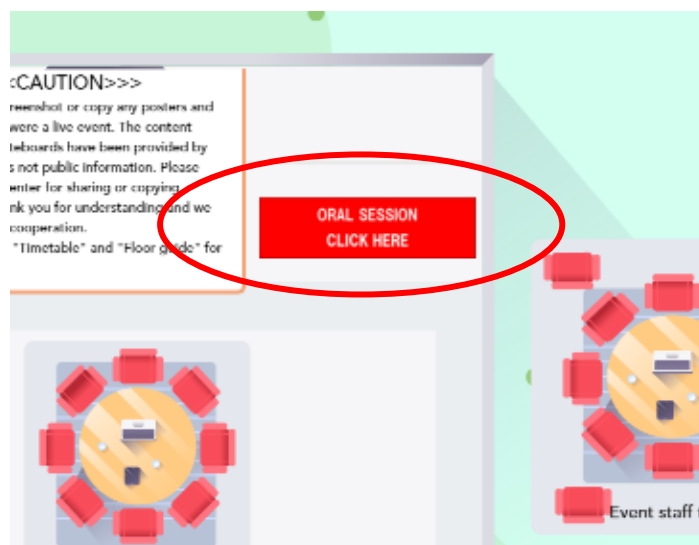 <CAUTION>>>
reenshot or copy any posters and
were a live event. The content
teboards have been provided by
s not public information. Please
enter for sharing or copying
nk you for understanding and we
cooperation.
"Timetable" and "Floor guide" for
ORAL SESSION
CLICK HERE
Event staff